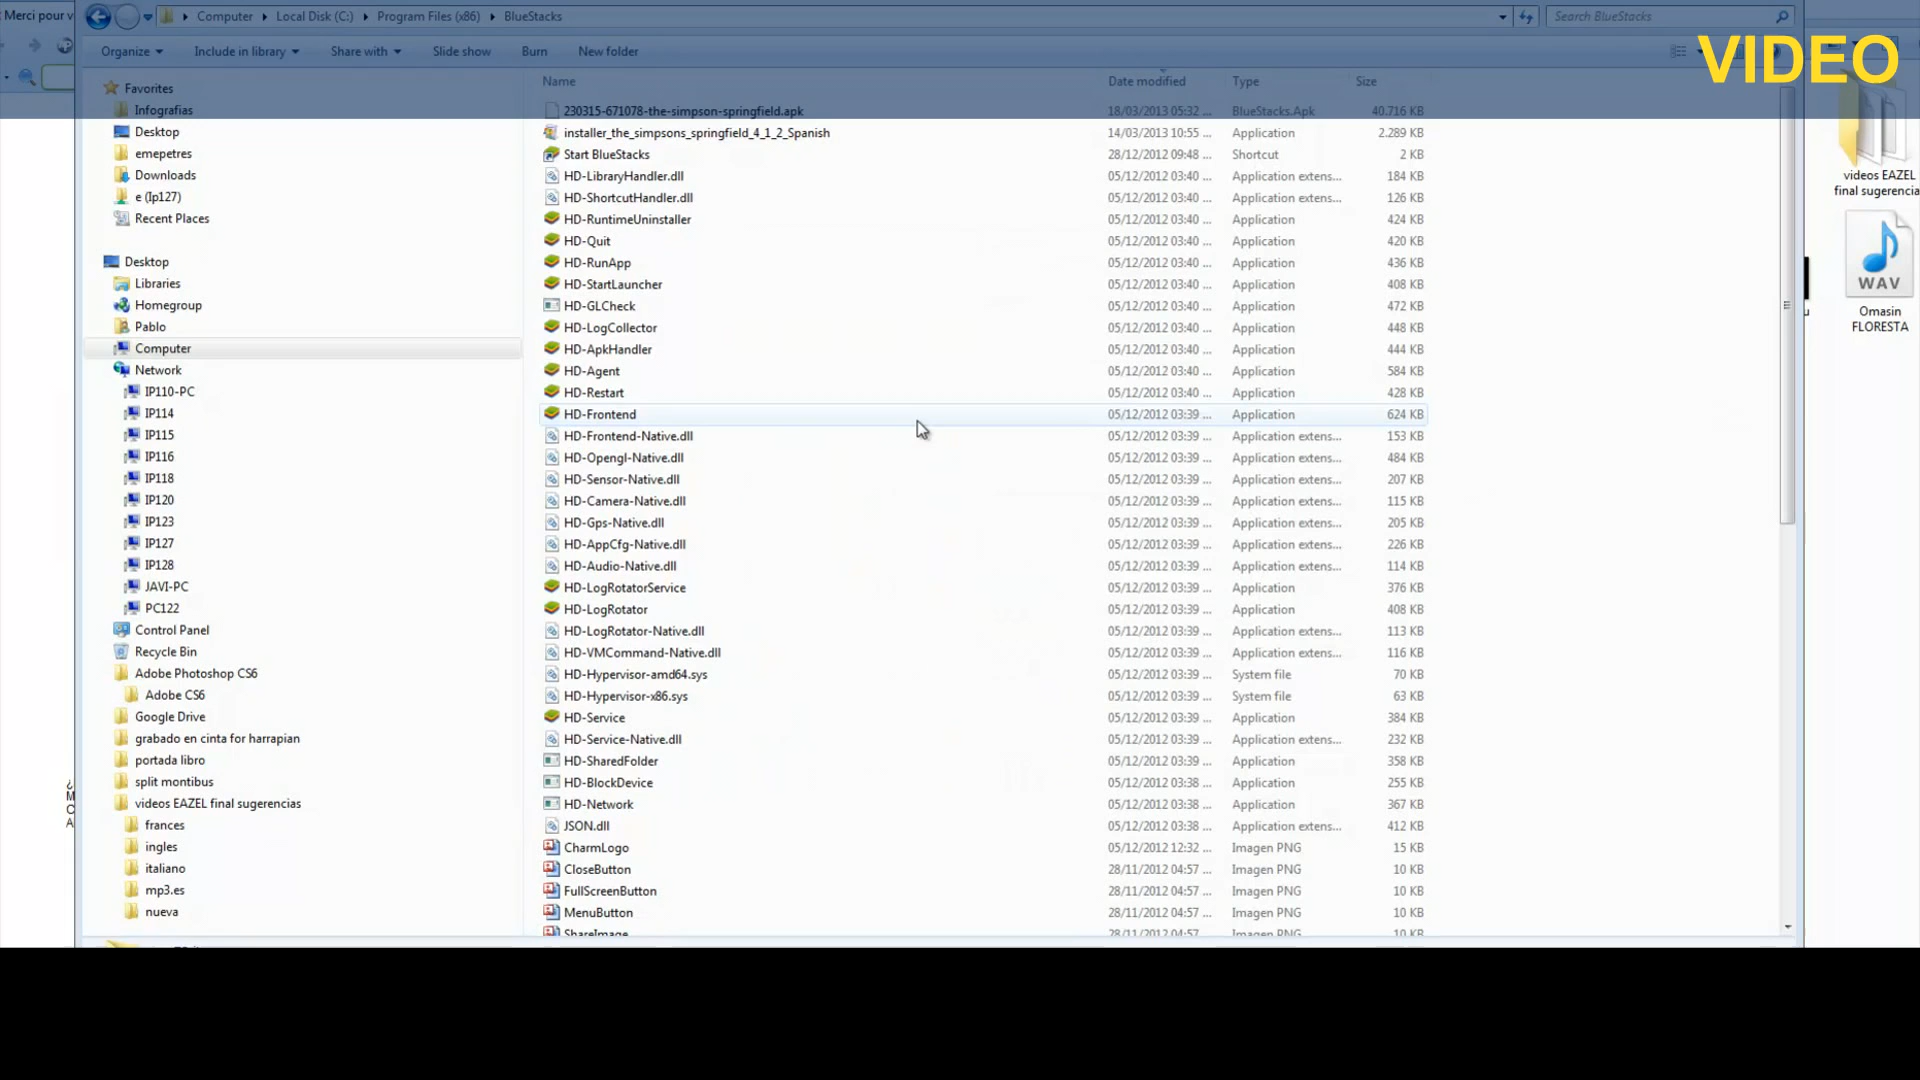 Merci pour v
Computer Local Disk (C:) Program Files (x86) BlueStacks
Search BlueStacks
Organize Include in library Share with Slide show Burn New folder
VIDEO
Name Date modified Type Size
Favorites
Infografias
Desktop
emepetres
Downloads
e (Ip127)
Recent Places
Desktop
Libraries
Homegroup
Pablo
Computer
Network
IP110-PC
IP114
IP115
IP116
IP118
IP120
IP123
IP127
IP128
JAVI-PC
PC122
Control Panel
Recycle Bin
Adobe Photoshop CS6
Adobe CS6
Google Drive
grabado en cinta for harrapian
portada libro
split montibus
videos EAZEL final sugerencias
frances
ingles
italiano
mp3.es
nueva
230315-671078-the-simpson-springfield.apk 18/03/2013 05:32 ... BlueStacks.Apk 40.716 KB
installer_the_simpsons_springfield_4_1_2_Spanish 14/03/2013 10:55 ... Application 2.289 KB
Start BlueStacks 28/12/2012 09:48 ... Shortcut 2 KB
HD-LibraryHandler.dll 05/12/2012 03:40 ... Application extens... 184 KB
HD-ShortcutHandler.dll 05/12/2012 03:40 ... Application extens... 126 KB
HD-RuntimeUninstaller 05/12/2012 03:40 ... Application 424 KB
HD-Quit 05/12/2012 03:40 ... Application 420 KB
HD-RunApp 05/12/2012 03:40 ... Application 436 KB
HD-StartLauncher 05/12/2012 03:40 ... Application 408 KB
HD-GLCheck 05/12/2012 03:40 ... Application 472 KB
HD-LogCollector 05/12/2012 03:40 ... Application 448 KB
HD-ApkHandler 05/12/2012 03:40 ... Application 444 KB
HD-Agent 05/12/2012 03:40 ... Application 584 KB
HD-Restart 05/12/2012 03:40 ... Application 428 KB
HD-Frontend 05/12/2012 03:39 ... Application 624 KB
HD-Frontend-Native.dll 05/12/2012 03:39 ... Application extens... 153 KB
HD-Opengl-Native.dll 05/12/2012 03:39 ... Application extens... 484 KB
HD-Sensor-Native.dll 05/12/2012 03:39 ... Application extens... 207 KB
HD-Camera-Native.dll 05/12/2012 03:39 ... Application extens... 115 KB
HD-Gps-Native.dll 05/12/2012 03:39 ... Application extens... 205 KB
HD-AppCfg-Native.dll 05/12/2012 03:39 ... Application extens... 226 KB
HD-Audio-Native.dll 05/12/2012 03:39 ... Application extens... 114 KB
HD-LogRotatorService 05/12/2012 03:39 ... Application 376 KB
HD-LogRotator 05/12/2012 03:39 ... Application 408 KB
HD-LogRotator-Native.dll 05/12/2012 03:39 ... Application extens... 113 KB
HD-VMCommand-Native.dll 05/12/2012 03:39 ... Application extens... 116 KB
HD-Hypervisor-amd64.sys 05/12/2012 03:39 ... System file 70 KB
HD-Hypervisor-x86.sys 05/12/2012 03:39 ... System file 63 KB
HD-Service 05/12/2012 03:39 ... Application 384 KB
HD-Service-Native.dll 05/12/2012 03:39 ... Application extens... 232 KB
HD-SharedFolder 05/12/2012 03:39 ... Application 358 KB
HD-BlockDevice 05/12/2012 03:38 ... Application 255 KB
HD-Network 05/12/2012 03:38 ... Application 367 KB
JSON.dll 05/12/2012 03:38 ... Application extens... 412 KB
CharmLogo 05/12/2012 12:32 ... Imagen PNG 15 KB
CloseButton 28/11/2012 04:57 ... Imagen PNG 10 KB
FullScreenButton 28/11/2012 04:57 ... Imagen PNG 10 KB
MenuButton 28/11/2012 04:57 ... Imagen PNG 10 KB
ShareImage 28/11/2012 04:57 ... Imagen PNG 10 KB
videos EAZEL
final sugerencia
WAV
Omasin
FLORESTA